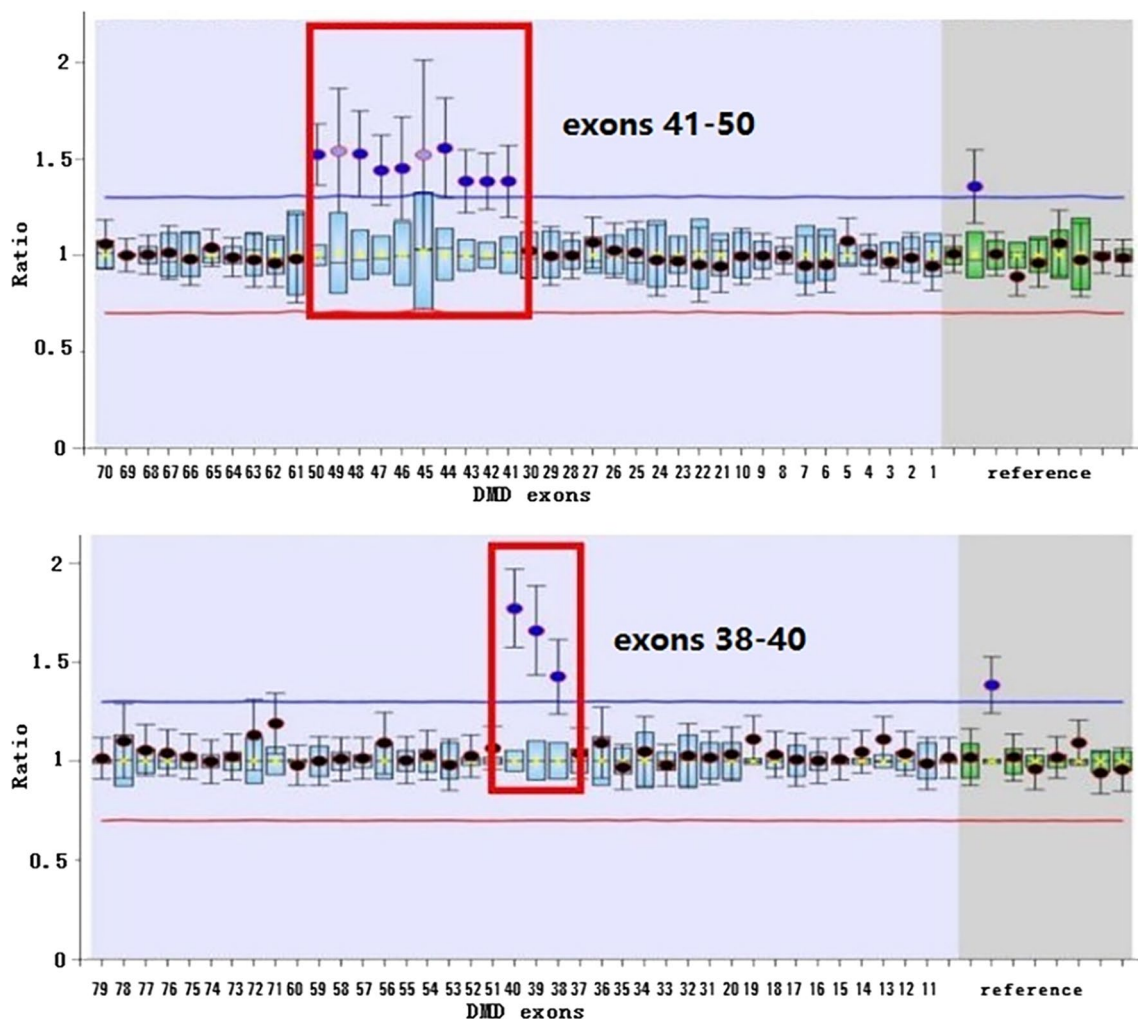 2
exons 41-50
1.5
Ratio
1
0.5
0
70 69 68 67 66 65 64 63 62 61 50 49 48 47 46 45 44 43 42 41 30 29 28 27 26 25 24 23 22 21 10 9 8 7 6 5 4 3 2 1 reference
DMD exons
2
exons 38-40
1.5
Ratio
1
0.5
0
79 78 77 76 75 74 73 72 71 60 59 58 57 56 55 54 53 52 51 40 39 38 37 36 35 34 33 32 31 20 19 18 17 16 15 14 13 12 11 reference
DMD exons